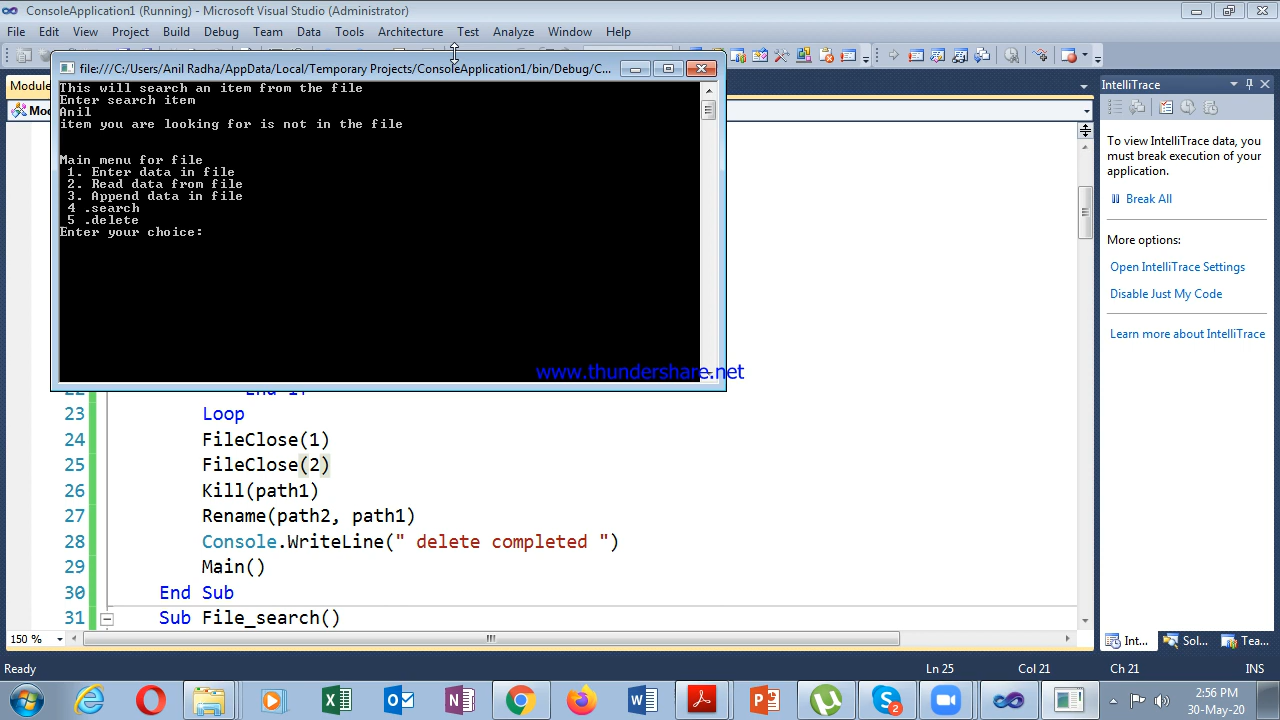 ConsoleApplication1 (Running) - Microsoft Visual Studio (Administrator)
File Edit View Project Build Debug Team Data Tools Architecture Test Analyze Window Help
file:///C:/Users/Anil Radha/AppData/Local/Temporary Projects/ConsoleApplication1/bin/Debug/C...
Module
Mod
This will search an item from the file
Enter search item
Anil
item you are looking for is not in the file
Main menu for file
1. Enter data in file
2. Read data from file
3. Append data in file
4 .search
5 .delete
Enter your choice:
www.thundershare.net
IntelliTrace
To view IntelliTrace data, you
must break execution of your
application.
Break All
More options:
Open IntelliTrace Settings
Disable Just My Code
Learn more about IntelliTrace
23 Loop
24 FileClose(1)
25 FileClose(2)
26 Kill(path1)
27 Rename(path2, path1)
28 Console.WriteLine(" delete completed ")
29 Main()
30 End Sub
31 Sub File_search()
150 %
Int... Sol... Tea...
Ready Ln 25 Col 21 Ch 21 INS
2:56 PM
30-May-20